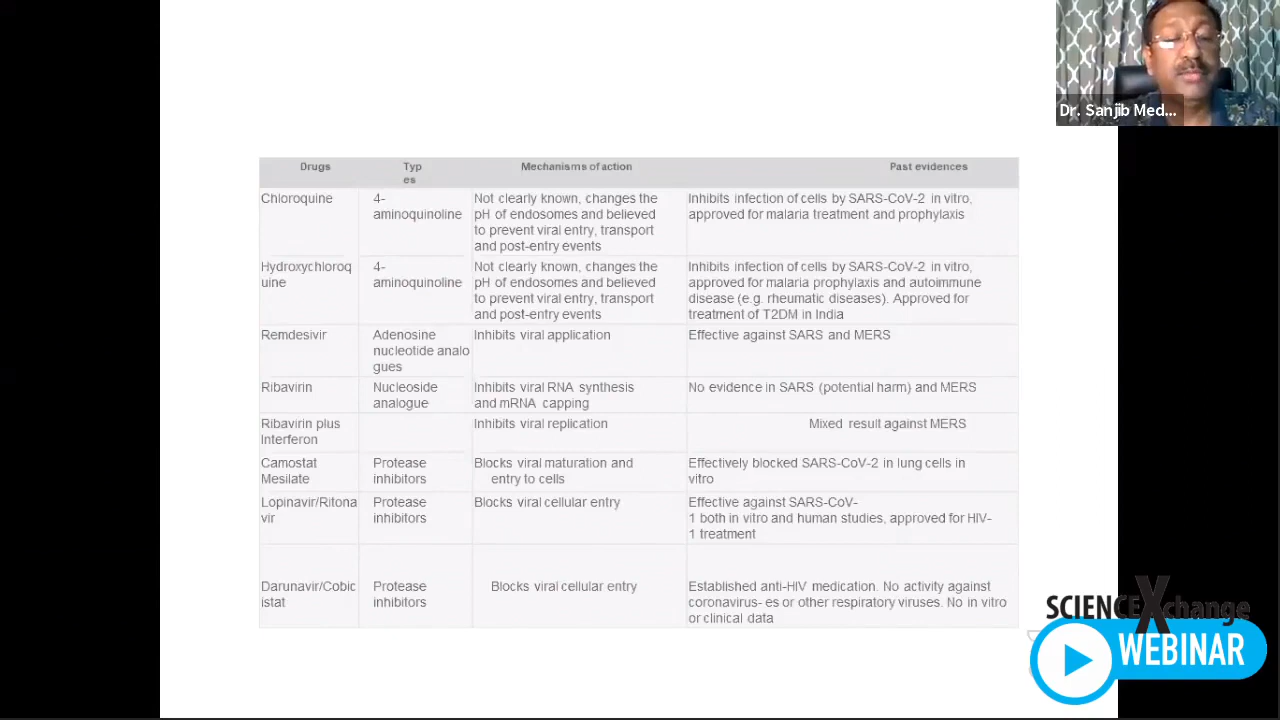 Dr. Sanjib Med...
Drugs
Typ
es
Mechanisms of action
Past evidences
Chloroquine
4-
aminoquinoline
Not clearly known, changes the
pH of endosomes and believed
to prevent viral entry, transport
and post-entry events
Inhibits infection of cells by SARS-CoV-2 in vitro,
approved for malaria treatment and prophylaxis
Hydroxychloroq
uine
4-
aminoquinoline
Not clearly known, changes the
pH of endosomes and believed
to prevent viral entry, transport
and post-entry events
Inhibits infection of cells by SARS-CoV-2 in vitro,
approved for malaria prophylaxis and autoimmune
disease (e.g. rheumatic diseases). Approved for
treatment of T2DM in India
Remdesivir
Adenosine
nucleotide analo
gues
Inhibits viral application
Effective against SARS and MERS
Ribavirin
Nucleoside
analogue
Inhibits viral RNA synthesis
and mRNA capping
No evidence in SARS (potential harm) and MERS
Ribavirin plus
Interferon
Inhibits viral replication
Mixed result against MERS
Camostat
Mesilate
Protease
inhibitors
Blocks viral maturation and
entry to cells
Effectively blocked SARS-CoV-2 in lung cells in
vitro
Lopinavir/Ritona
vir
Protease
inhibitors
Blocks viral cellular entry
Effective against SARS-CoV-
1 both in vitro and human studies, approved for HIV-
1 treatment
Darunavir/Cobic
istat
Protease
inhibitors
Blocks viral cellular entry
Established anti-HIV medication. No activity against
coronavirus- es or other respiratory viruses. No in vitro
or clinical data
SCIENCEXchange
WEBINAR